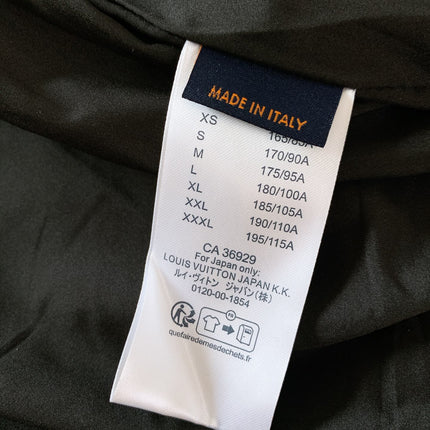 MADE IN ITALY
XS 165/85A
S 170/90A
M 175/95A
L 180/100A
XL 185/105A
XXL 190/110A
XXXL 195/115A
CA 36929
For Japan only:
LOUIS VUITTON JAPAN K.K.
ルイ・ヴィトン ジャパン(株)
0120-00-1854
FR
quefairedemesdechets.fr